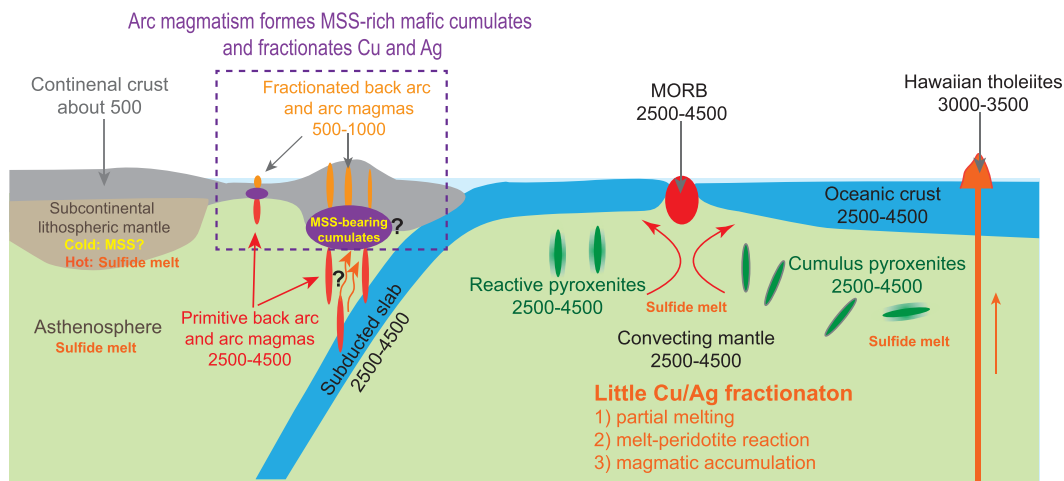 Arc magmatism formes MSS-rich mafic cumulates
and fractionates Cu and Ag
Continenal crust
about 500
Fractionated back arc
and arc magmas
500-1000
MORB
2500-4500
Hawaiian tholeiites
3000-3500
Subcontinental
lithospheric mantle
Cold: MSS?
Hot: Sulfide melt
MSS-bearing
cumulates
?
?
Oceanic crust
2500-4500
Reactive pyroxenites
2500-4500
Sulfide melt
Cumulus pyroxenites
2500-4500
Sulfide melt
Asthenosphere
Sulfide melt
Primitive back arc
and arc magmas
2500-4500
Subducted slab
2500-4500
Convecting mantle
2500-4500
Little Cu/Ag fractionaton
1) partial melting
2) melt-peridotite reaction
3) magmatic accumulation